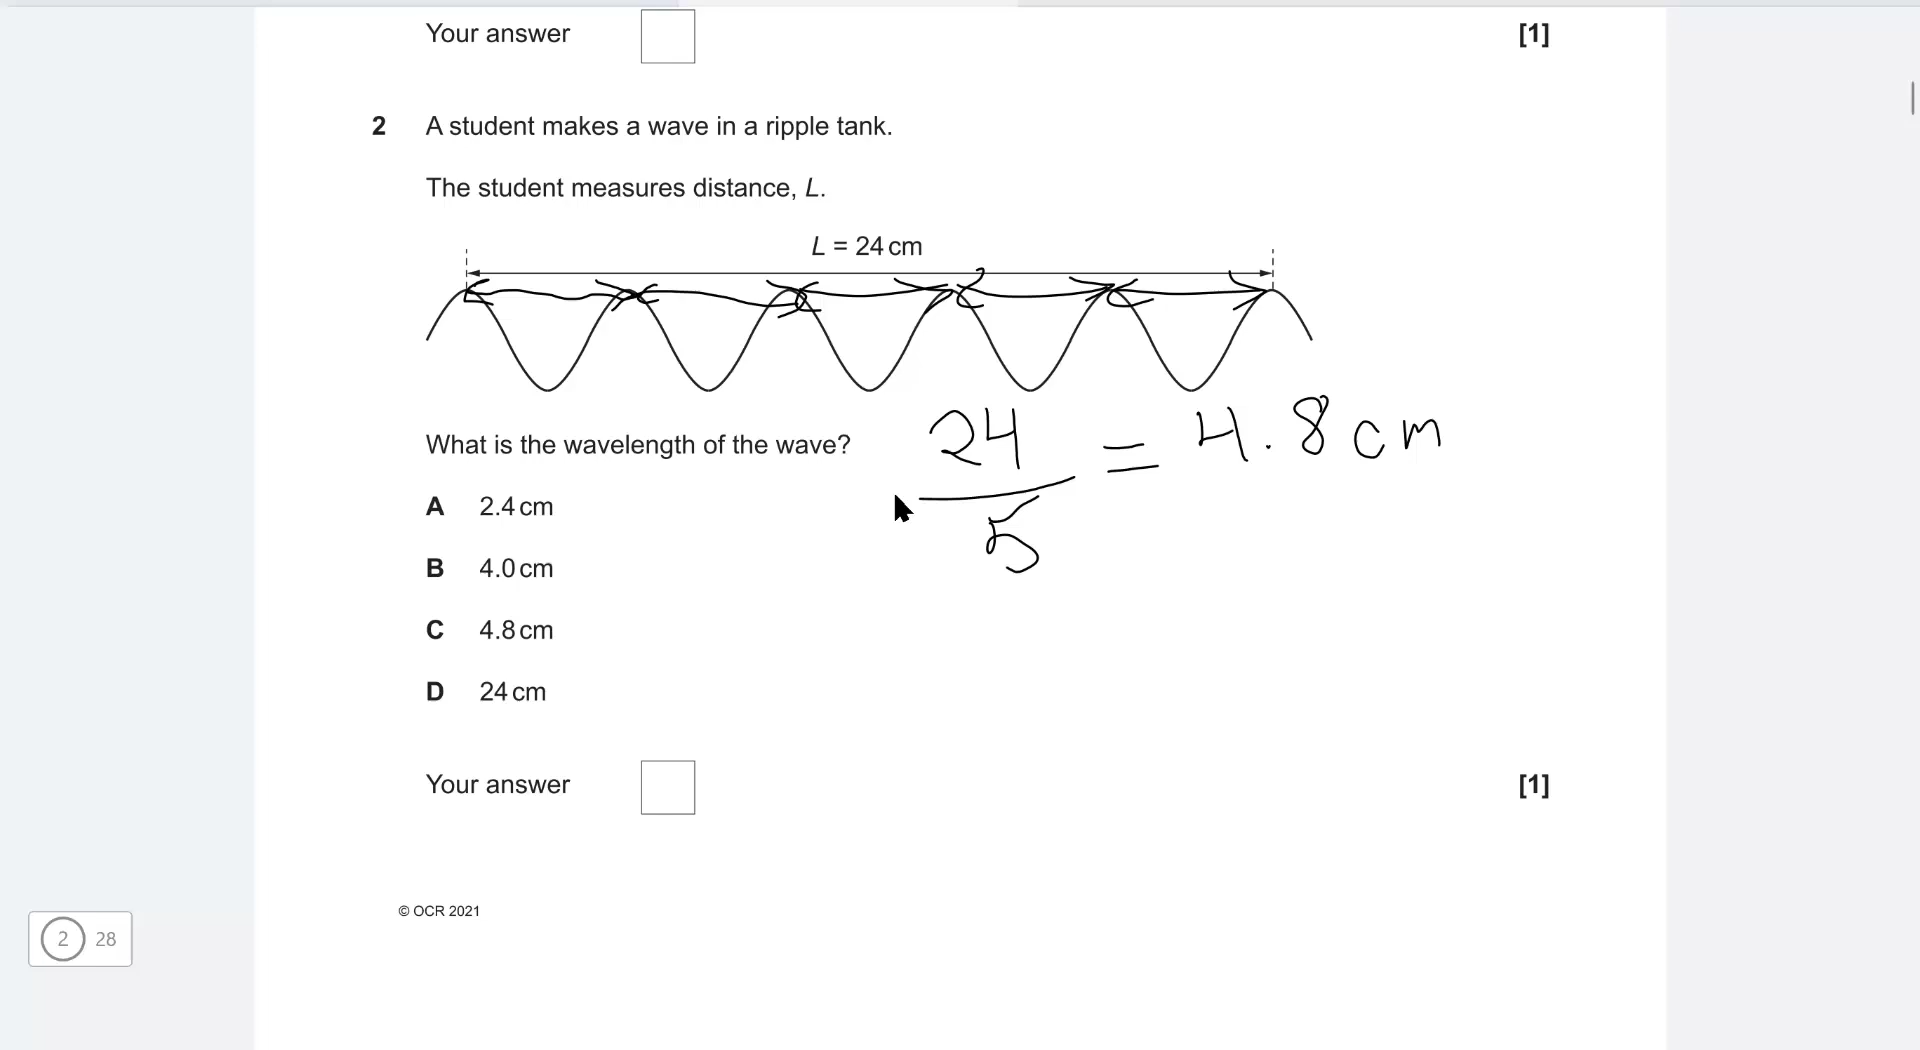 Your answer [1]
2 A student makes a wave in a ripple tank.
The student measures distance, L.
L = 24 cm
What is the wavelength of the wave?
24
= 4.8 cm
5
A 2.4 cm
B 4.0 cm
C 4.8 cm
D 24 cm
Your answer [1]
© OCR 2021
2 28